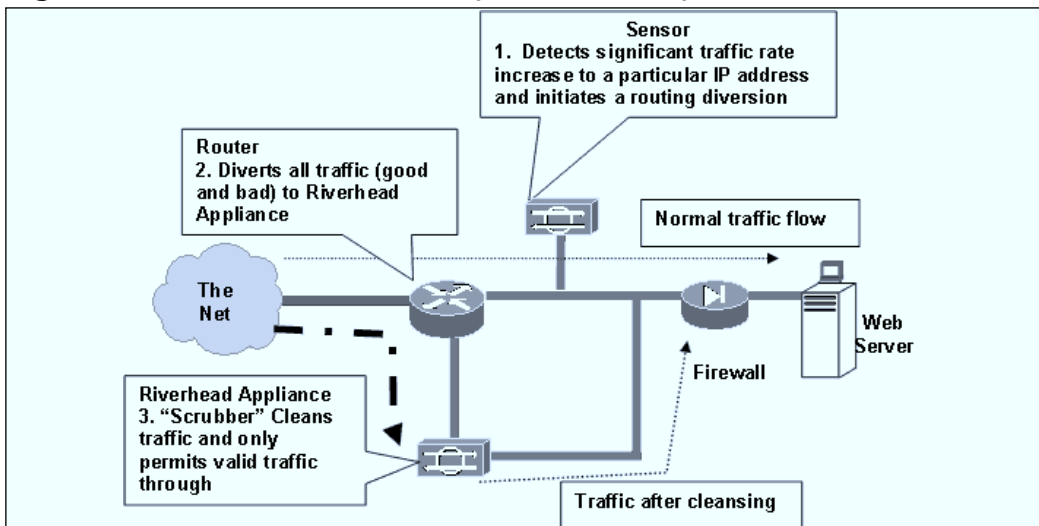 Sensor
1. Detects significant traffic rate
increase to a particular IP address
and initiates a routing diversion
Router
2. Diverts all traffic (good
and bad) to Riverhead
Appliance
Normal traffic flow
The
Net
Web
Server
Firewall
Riverhead Appliance
3. “Scrubber” Cleans
traffic and only
permits valid traffic
through
Traffic after cleansing